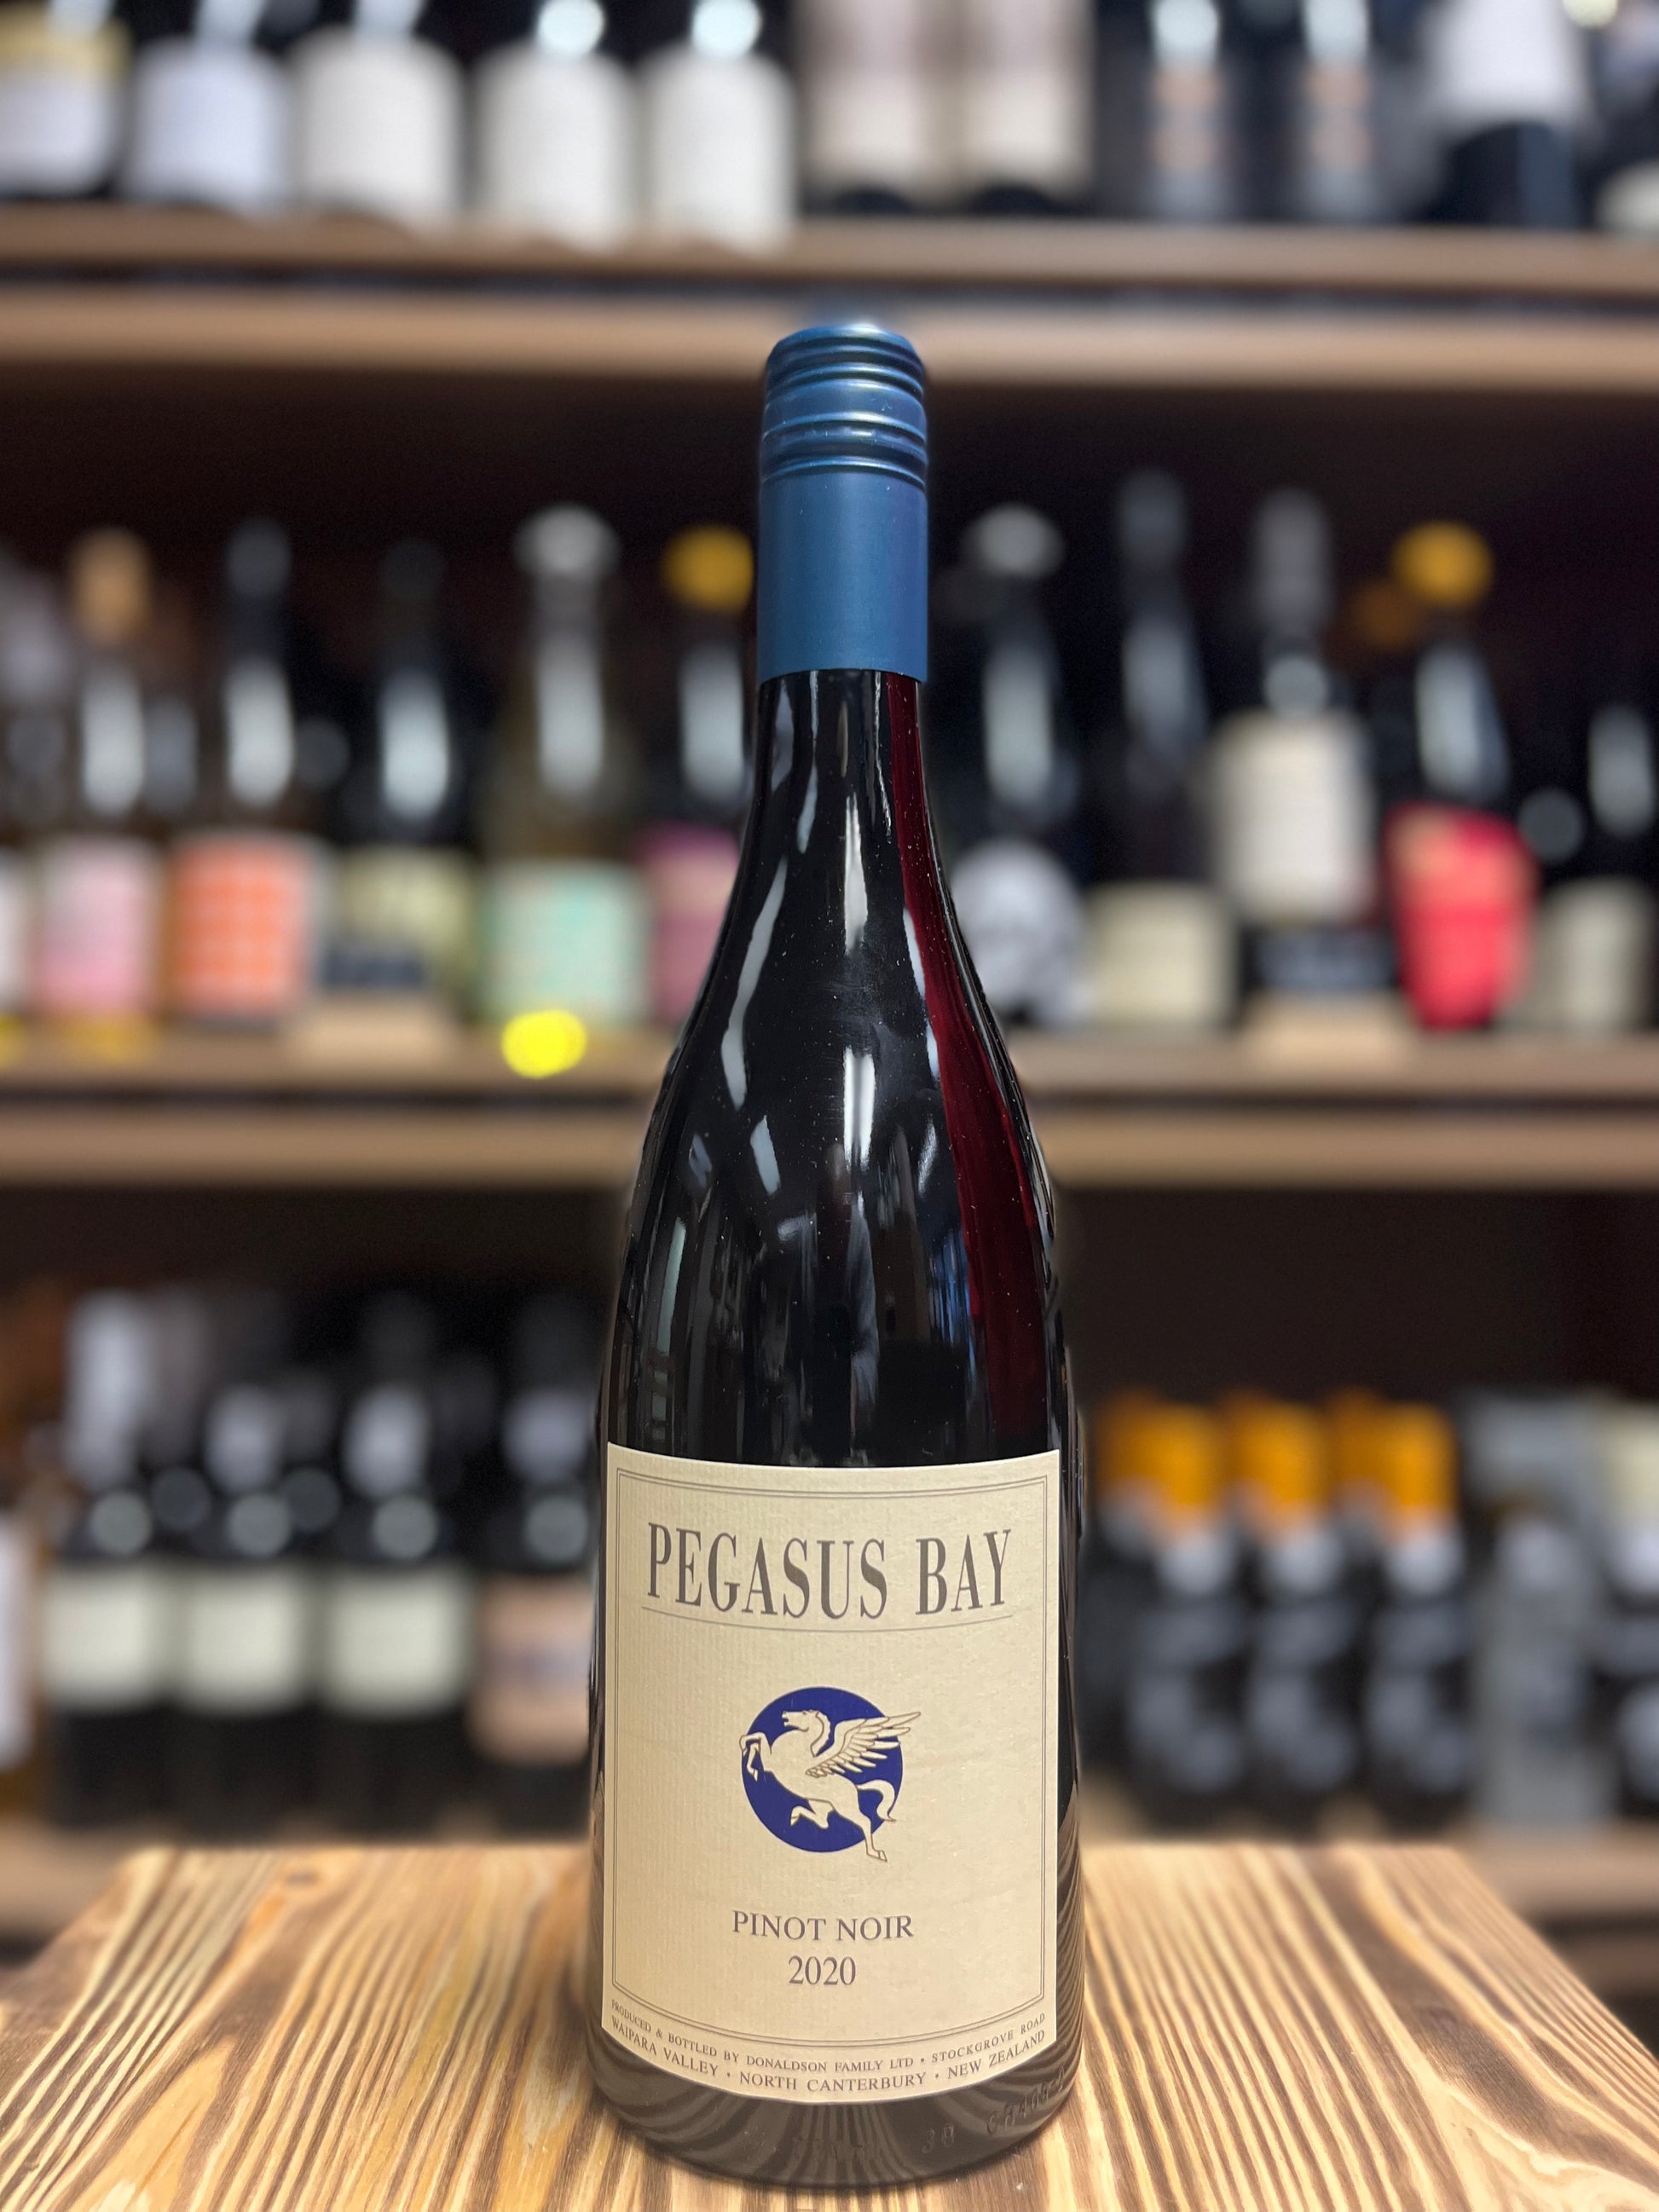 PEGASUS BAY
PINOT NOIR
2020
PRODUCED & BOTTLED BY DONALDSON FAMILY LTD • STOCKGROVE ROAD
WAIPARA VALLEY • NORTH CANTERBURY • NEW ZEALAND